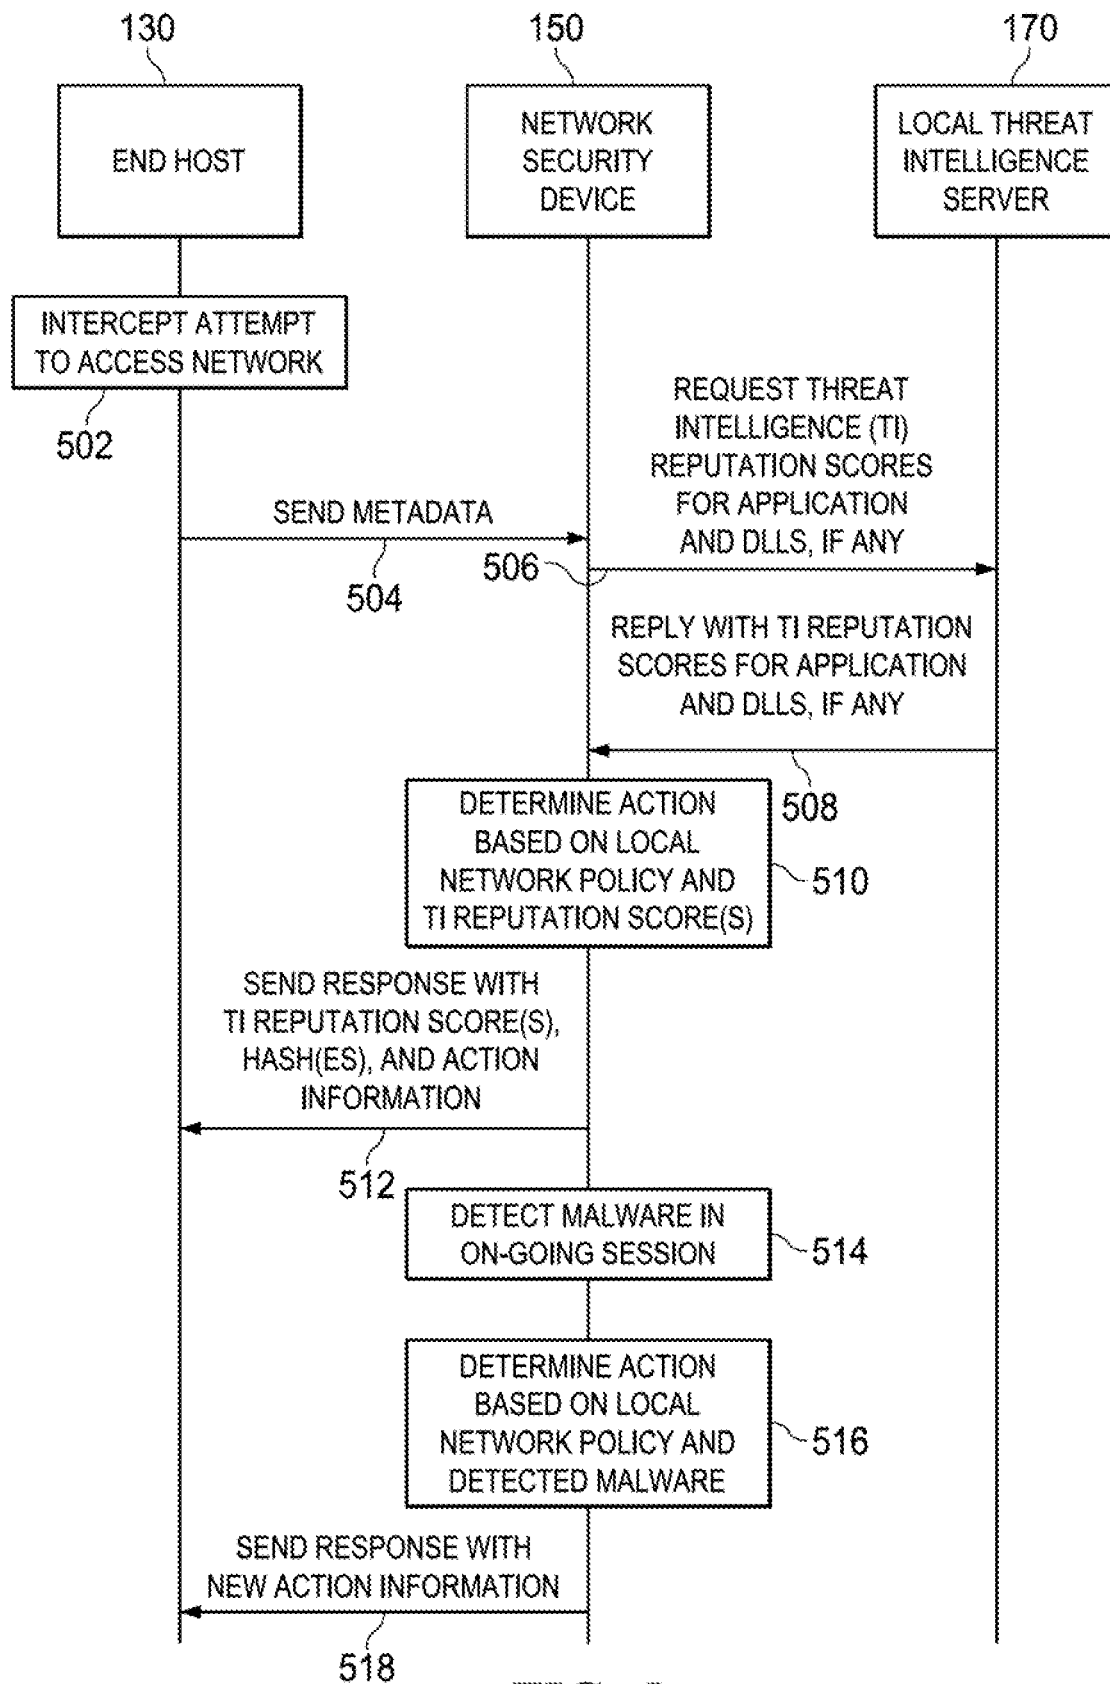 130
150
170
END HOST
NETWORK
SECURITY
DEVICE
LOCAL THREAT
INTELLIGENCE
SERVER
INTERCEPT ATTEMPT
TO ACCESS NETWORK
502
SEND METADATA
504
REQUEST THREAT
INTELLIGENCE (TI)
REPUTATION SCORES
FOR APPLICATION
AND DLLS, IF ANY
506
REPLY WITH TI REPUTATION
SCORES FOR APPLICATION
AND DLLS, IF ANY
508
DETERMINE ACTION
BASED ON LOCAL
NETWORK POLICY AND
TI REPUTATION SCORE(S)
510
SEND RESPONSE WITH
TI REPUTATION SCORE(S),
HASH(ES), AND ACTION
INFORMATION
512
DETECT MALWARE IN
ON-GOING SESSION
514
DETERMINE ACTION
BASED ON LOCAL
NETWORK POLICY AND
DETECTED MALWARE
516
SEND RESPONSE WITH
NEW ACTION INFORMATION
518